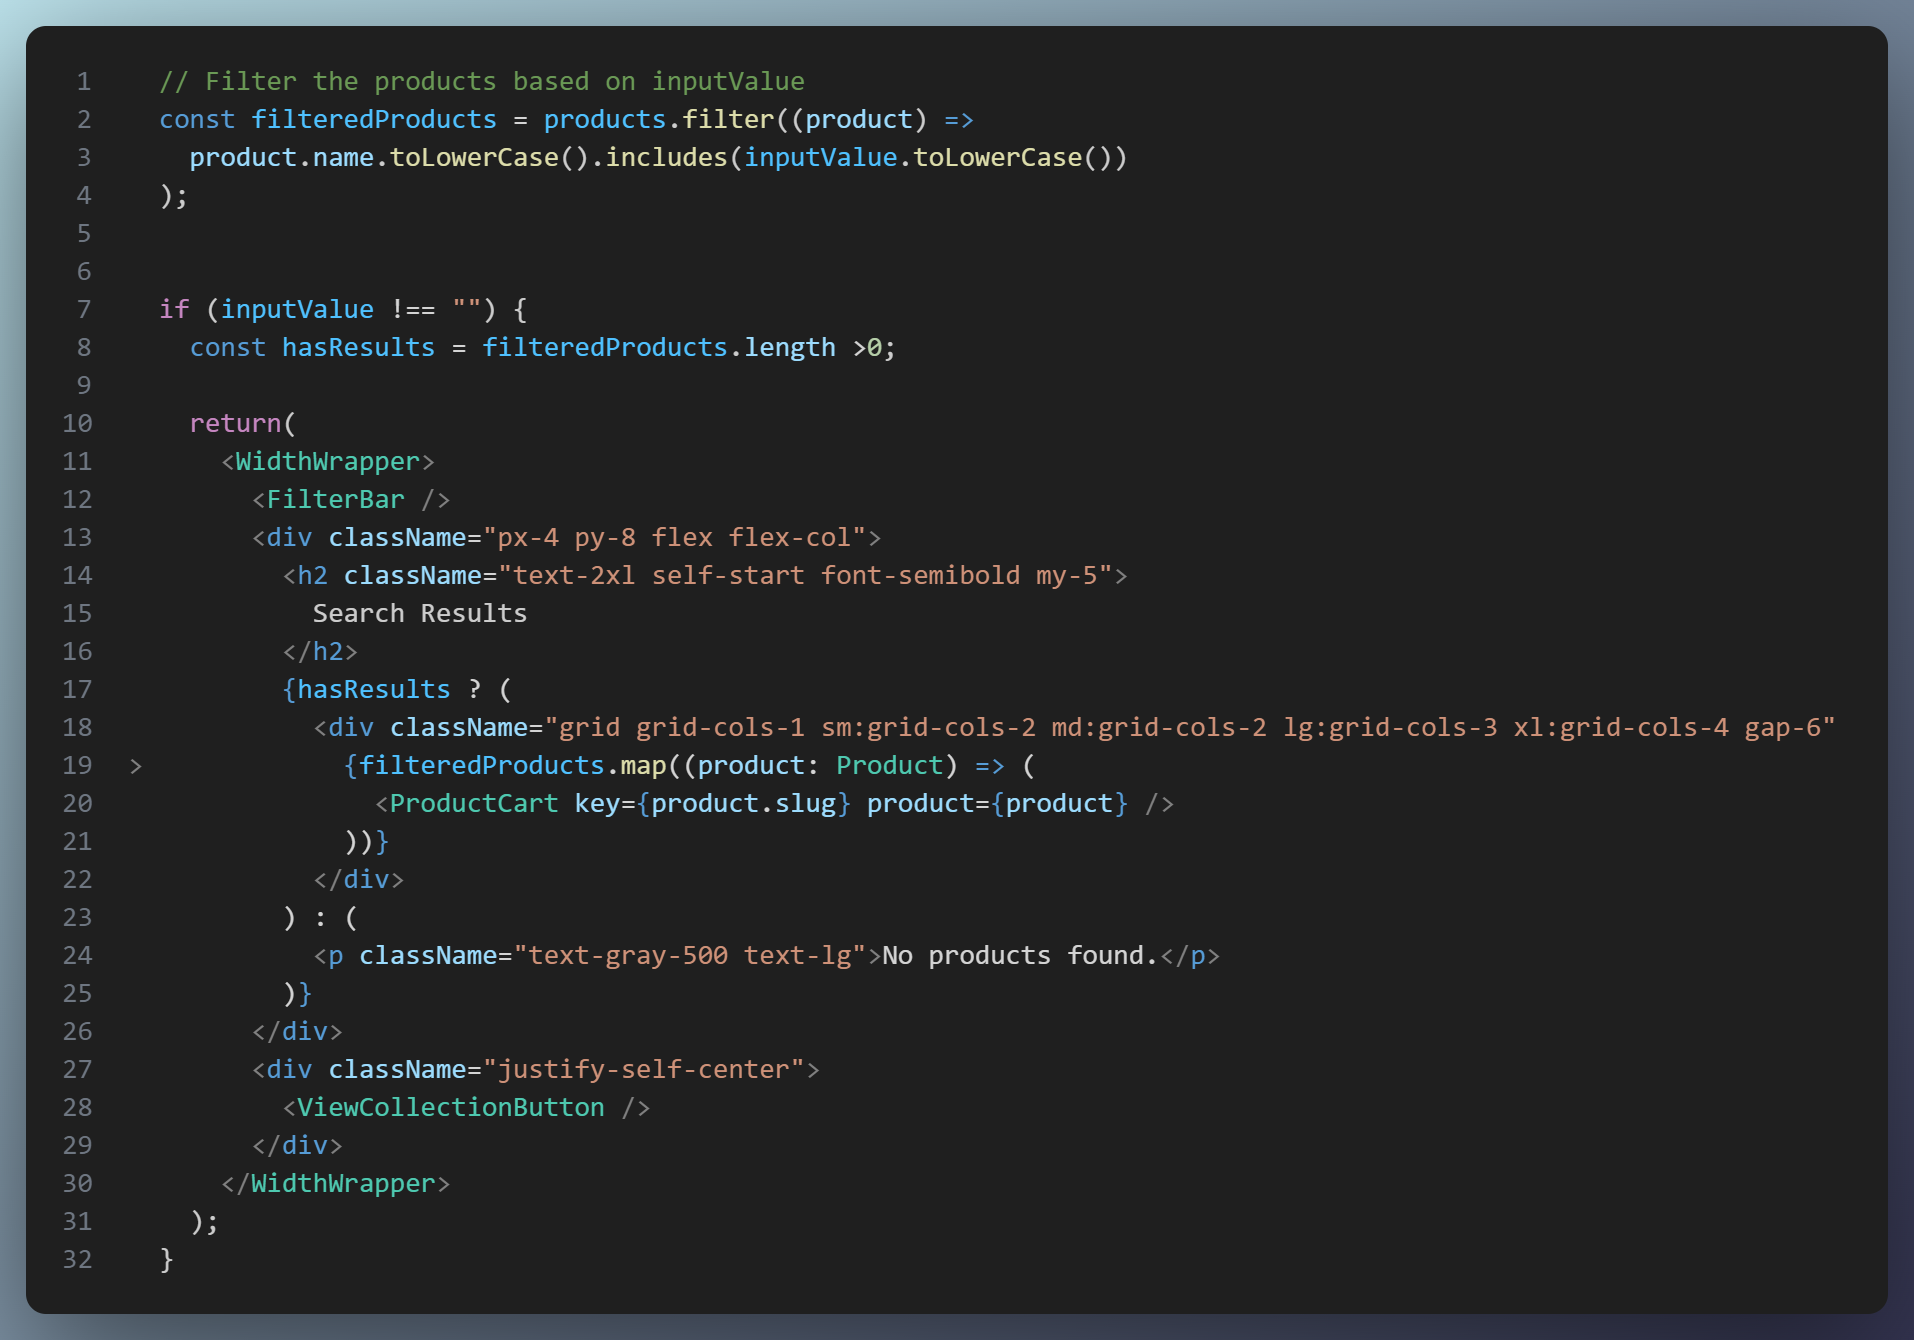 1 // Filter the products based on inputValue
2 const filteredProducts = products.filter((product) =>
3   product.name.toLowerCase().includes(inputValue.toLowerCase())
4 );
5
6
7 if (inputValue !== "") {
8   const hasResults = filteredProducts.length >0;
9
10   return(
11     <WidthWrapper>
12       <FilterBar />
13       <div className="px-4 py-8 flex flex-col">
14         <h2 className="text-2xl self-start font-semibold my-5">
15           Search Results
16         </h2>
17         {hasResults ? (
18           <div className="grid grid-cols-1 sm:grid-cols-2 md:grid-cols-2 lg:grid-cols-3 xl:grid-cols-4 gap-6"
19 >             {filteredProducts.map((product: Product) => (
20               <ProductCart key={product.slug} product={product} />
21             ))}
22           </div>
23         ) : (
24           <p className="text-gray-500 text-lg">No products found.</p>
25         )}
26       </div>
27       <div className="justify-self-center">
28         <ViewCollectionButton />
29       </div>
30     </WidthWrapper>
31   );
32 }